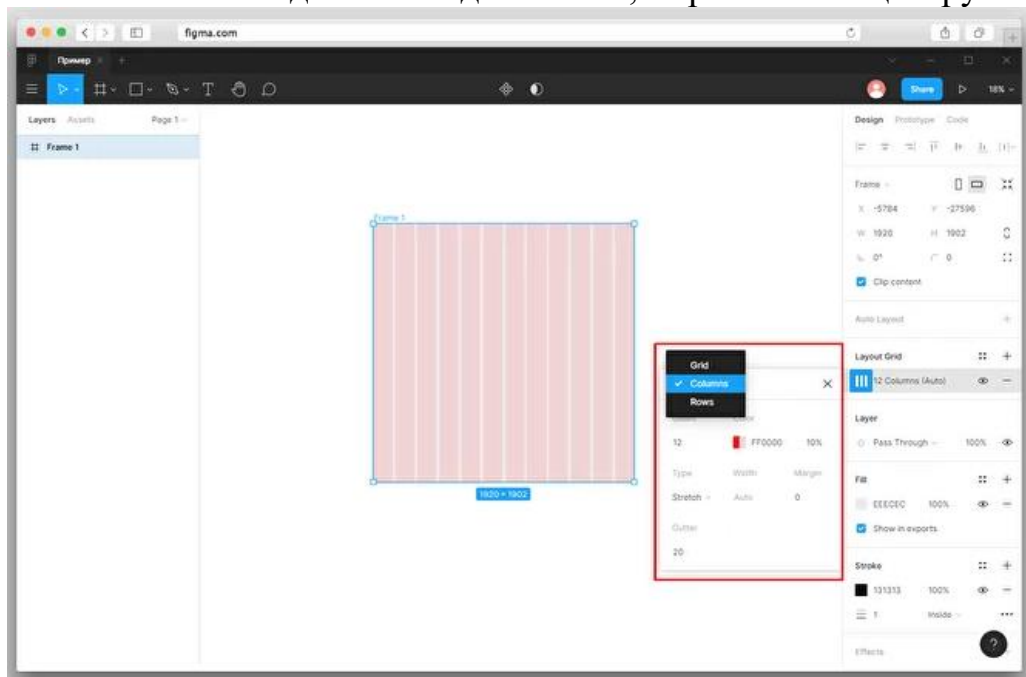 figma.com
Пример
Share
18%
Layers Assets Page 1
Frame 1
Frame 1
1920 × 1902
Grid
Columns
Rows
12 FF0000 10%
Type Width Margin
Stretch Auto 0
Gutter
20
Design Prototype Code
Frame
X -5784 Y -27596
W 1920 H 1902
0° 0
Clip content
Auto Layout
Layout Grid
12 Columns (Auto)
Layer
Pass Through 100%
Fill
EEECEC 100%
Show in exports
Stroke
131313 100%
1 Inside
Effects
?